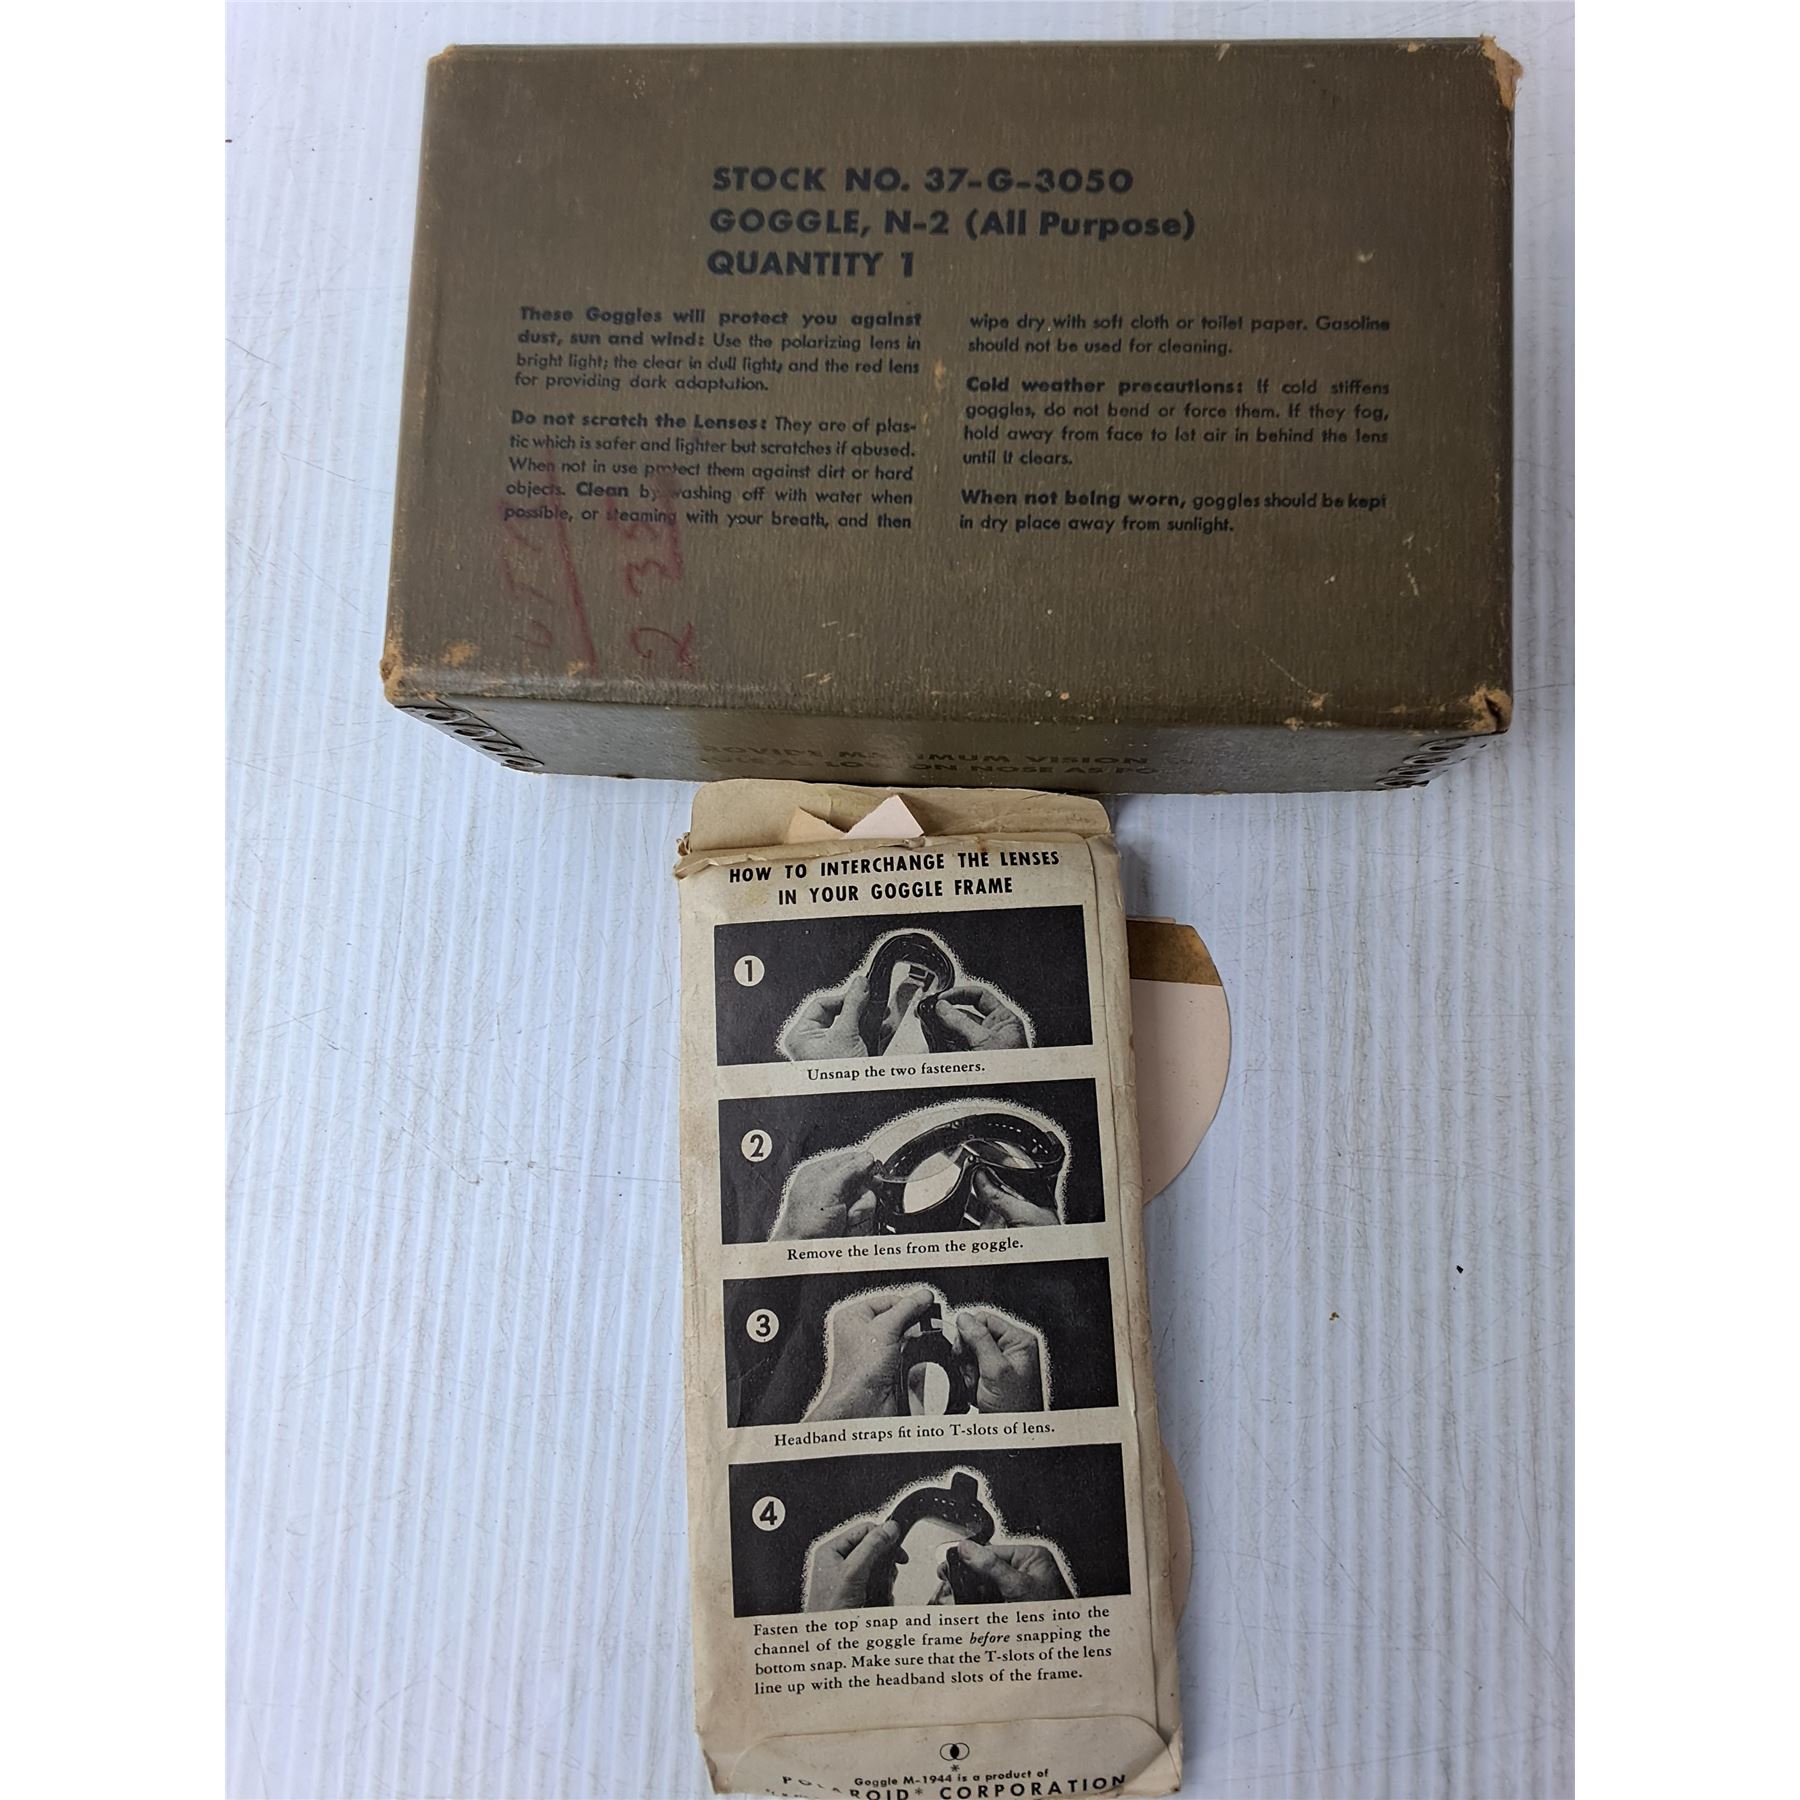 STOCK NO. 37-G-3050
GOGGLE, N-2 (All Purpose)
QUANTITY 1
These Goggles will protect you against
dust, sun and wind: Use the polarizing lens in
bright light; the clear in dull light, and the red lens
for providing dark adaptation.
Do not scratch the Lenses: They are of plas-
tic which is safer and lighter but scratches if abused.
When not in use protect them against dirt or hard
objects. Clean by washing off with water when
possible, or steaming with your breath, and then
wipe dry with soft cloth or toilet paper. Gasoline
should not be used for cleaning.
Cold weather precautions: If cold stiffens
goggles, do not bend or force them. If they fog,
hold away from face to let air in behind the lens
until it clears.
When not being worn, goggles should be kept
in dry place away from sunlight.
2 33
PROVIDE MAXIMUM VISION
AS LOW ON NOSE AS
HOW TO INTERCHANGE THE LENSES
IN YOUR GOGGLE FRAME
1
Unsnap the two fasteners.
2
Remove the lens from the goggle.
3
Headband straps fit into T-slots of lens.
4
Fasten the top snap and insert the lens into the
channel of the goggle frame before snapping the
bottom snap. Make sure that the T-slots of the lens
line up with the headband slots of the frame.
*
Goggle M-1944 is a product of
POLAROID* CORPORATION